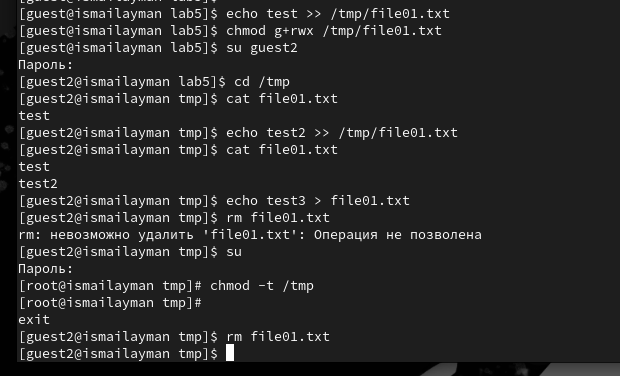 [guest@ismailayman lab5]$
[guest@ismailayman lab5]$ echo test >> /tmp/file01.txt
[guest@ismailayman lab5]$ chmod g+rwx /tmp/file01.txt
[guest@ismailayman lab5]$ su guest2
Пароль:
[guest2@ismailayman lab5]$ cd /tmp
[guest2@ismailayman tmp]$ cat file01.txt
test
[guest2@ismailayman tmp]$ echo test2 >> /tmp/file01.txt
[guest2@ismailayman tmp]$ cat file01.txt
test
test2
[guest2@ismailayman tmp]$ echo test3 > file01.txt
[guest2@ismailayman tmp]$ rm file01.txt
rm: невозможно удалить 'file01.txt': Операция не позволена
[guest2@ismailayman tmp]$ su
Пароль:
[root@ismailayman tmp]# chmod -t /tmp
[root@ismailayman tmp]#
exit
[guest2@ismailayman tmp]$ rm file01.txt
[guest2@ismailayman tmp]$